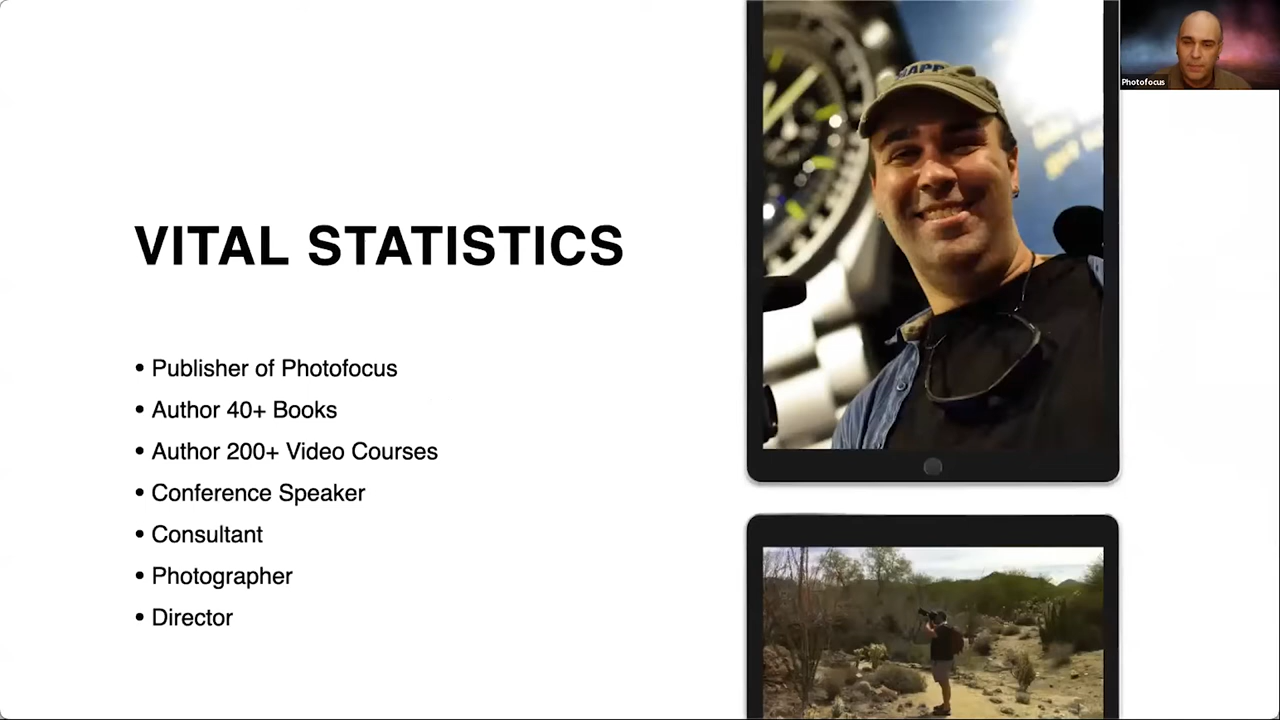 VITAL STATISTICS
• Publisher of Photofocus
• Author 40+ Books
• Author 200+ Video Courses
• Conference Speaker
• Consultant
• Photographer
• Director
Photofocus